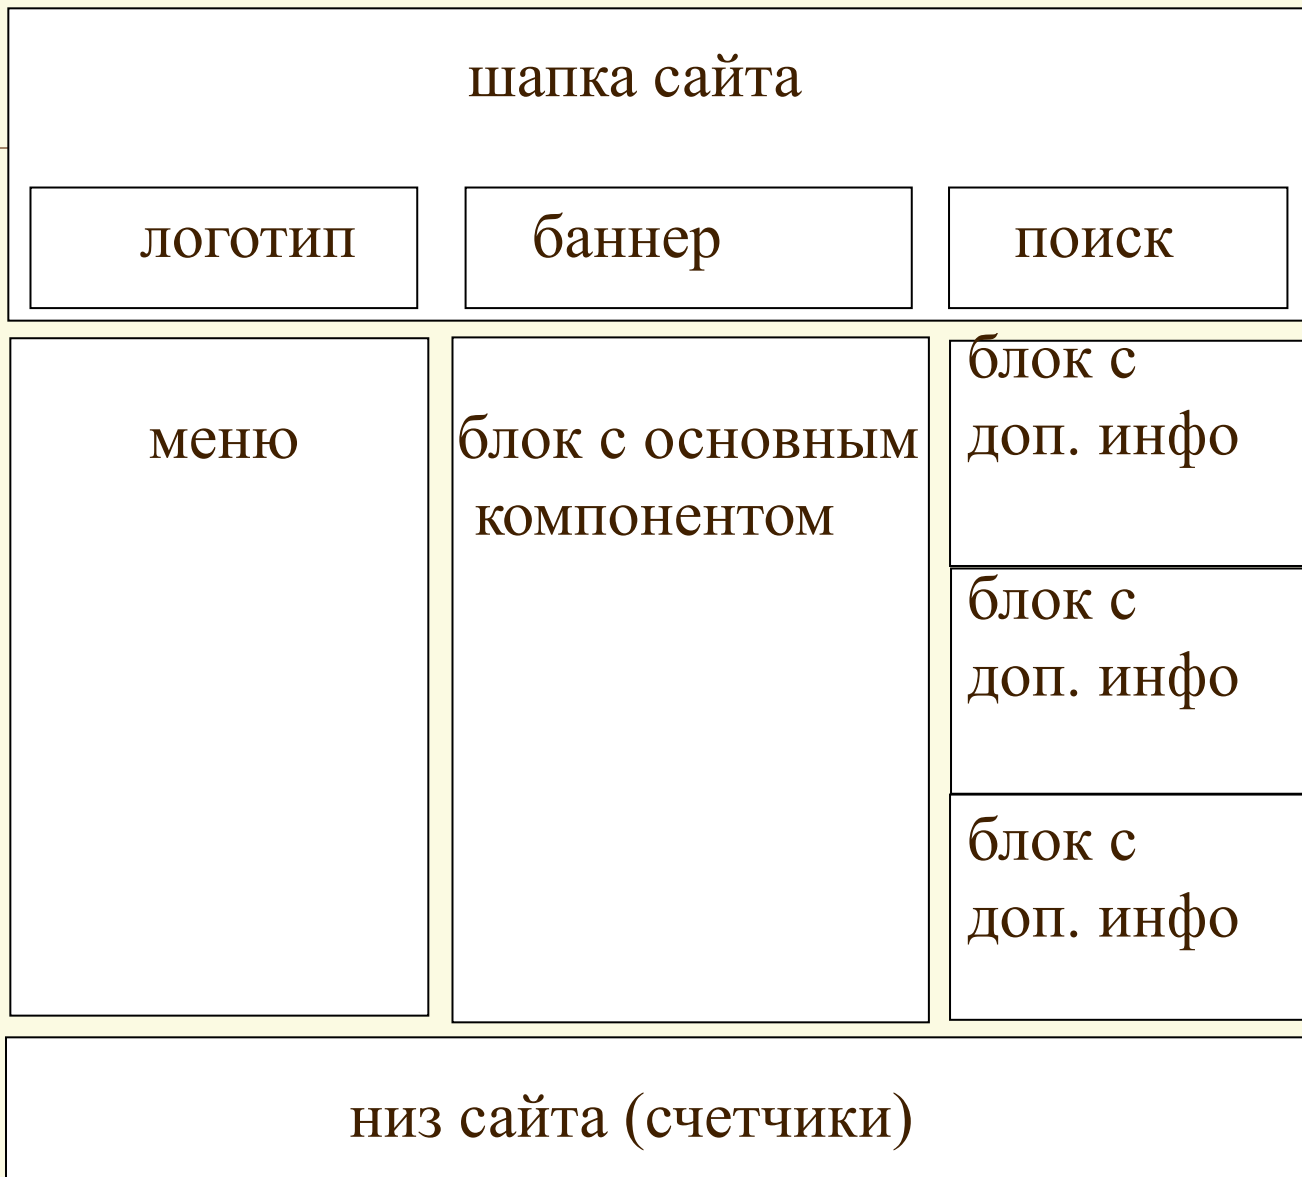 шапка сайта
логотип
баннер
поиск
меню
блок с основным
компонентом
блок с
доп. инфо
блок с
доп. инфо
блок с
доп. инфо
низ сайта (счетчики)